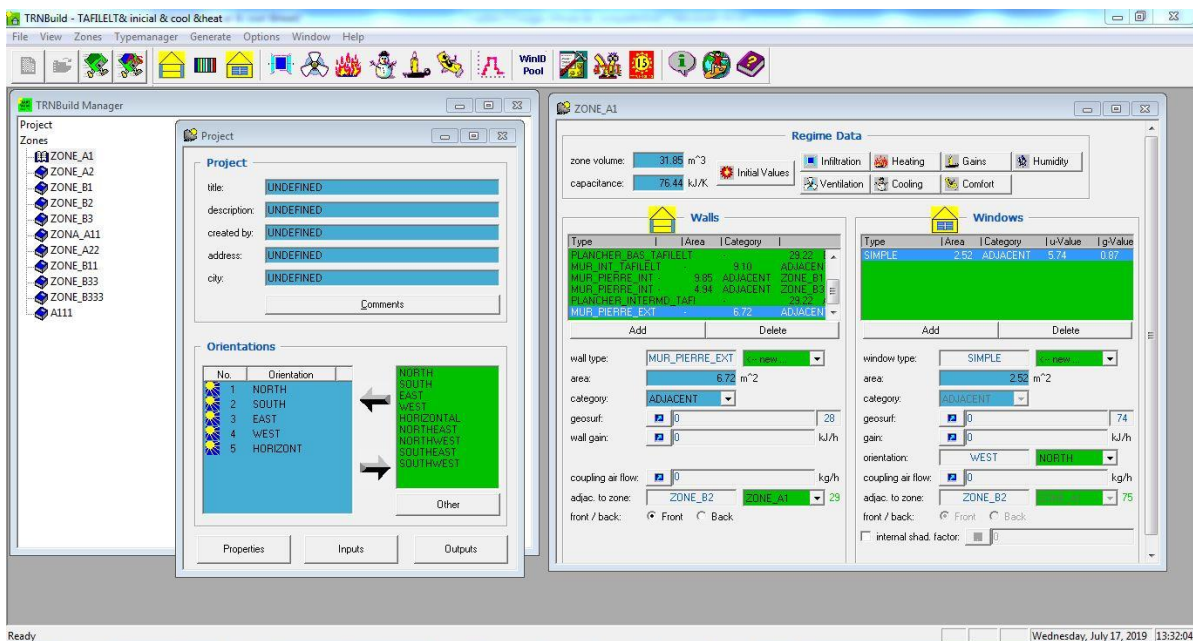 TRNBuild - TAFILELT& inicial & cool &heat
File View Zones Typemanager Generate Options Window Help
WinID
Pool
TRNBuild Manager
Project
Zones
ZONE_A1
ZONE_A2
ZONE_B1
ZONE_B2
ZONE_B3
ZONA_A11
ZONE_A22
ZONE_B11
ZONE_B33
ZONE_B333
A111
Project
Project
title: UNDEFINED
description: UNDEFINED
created by: UNDEFINED
address: UNDEFINED
city: UNDEFINED
Comments
Orientations
No. Orientation
1 NORTH
2 SOUTH
3 EAST
4 WEST
5 HORIZONT
NORTH
SOUTH
EAST
WEST
HORIZONTAL
NORTHEAST
NORTHWEST
SOUTHEAST
SOUTHWEST
Other
Properties Inputs Outputs
ZONE_A1
Regime Data
zone volume: 31.85 m^3
capacitance: 76.44 kJ/K
Initial Values
Infiltration Heating Gains Humidity
Ventilation Cooling Comfort
Walls
Type | | Area | Category |
PLANCHER_BAS_TAFILELT - 29.22
MUR_INT_TAFILELT - 9.10 ADJACEN
MUR_PIERRE_INT - 9.85 ADJACENT ZONE_B1
MUR_PIERRE_INT - 4.94 ADJACENT ZONE_B3
PLANCHER_INTERMD_TAFI - 29.22
MUR_PIERRE_EXT - 6.72 ADJACEN
Add Delete
wall type: MUR_PIERRE_EXT <-- new...
area: 6.72 m^2
category: ADJACENT
geosurf: 0 28
wall gain: 0 kJ/h
coupling air flow: 0 kg/h
adjac. to zone: ZONE_B2 ZONE_A1 29
front / back: Front Back
Windows
Type | Area | Category | u-Value | g-Value
SIMPLE 2.52 ADJACENT 5.74 0.87
Add Delete
window type: SIMPLE <-- new...
area: 2.52 m^2
category: ADJACENT
geosurf: 0 74
gain: 0 kJ/h
orientation: WEST NORTH
coupling air flow: 0 kg/h
adjac. to zone: ZONE_B2 75
front / back: Front Back
internal shad. factor: 0
Ready Wednesday, July 17, 2019 13:32:04